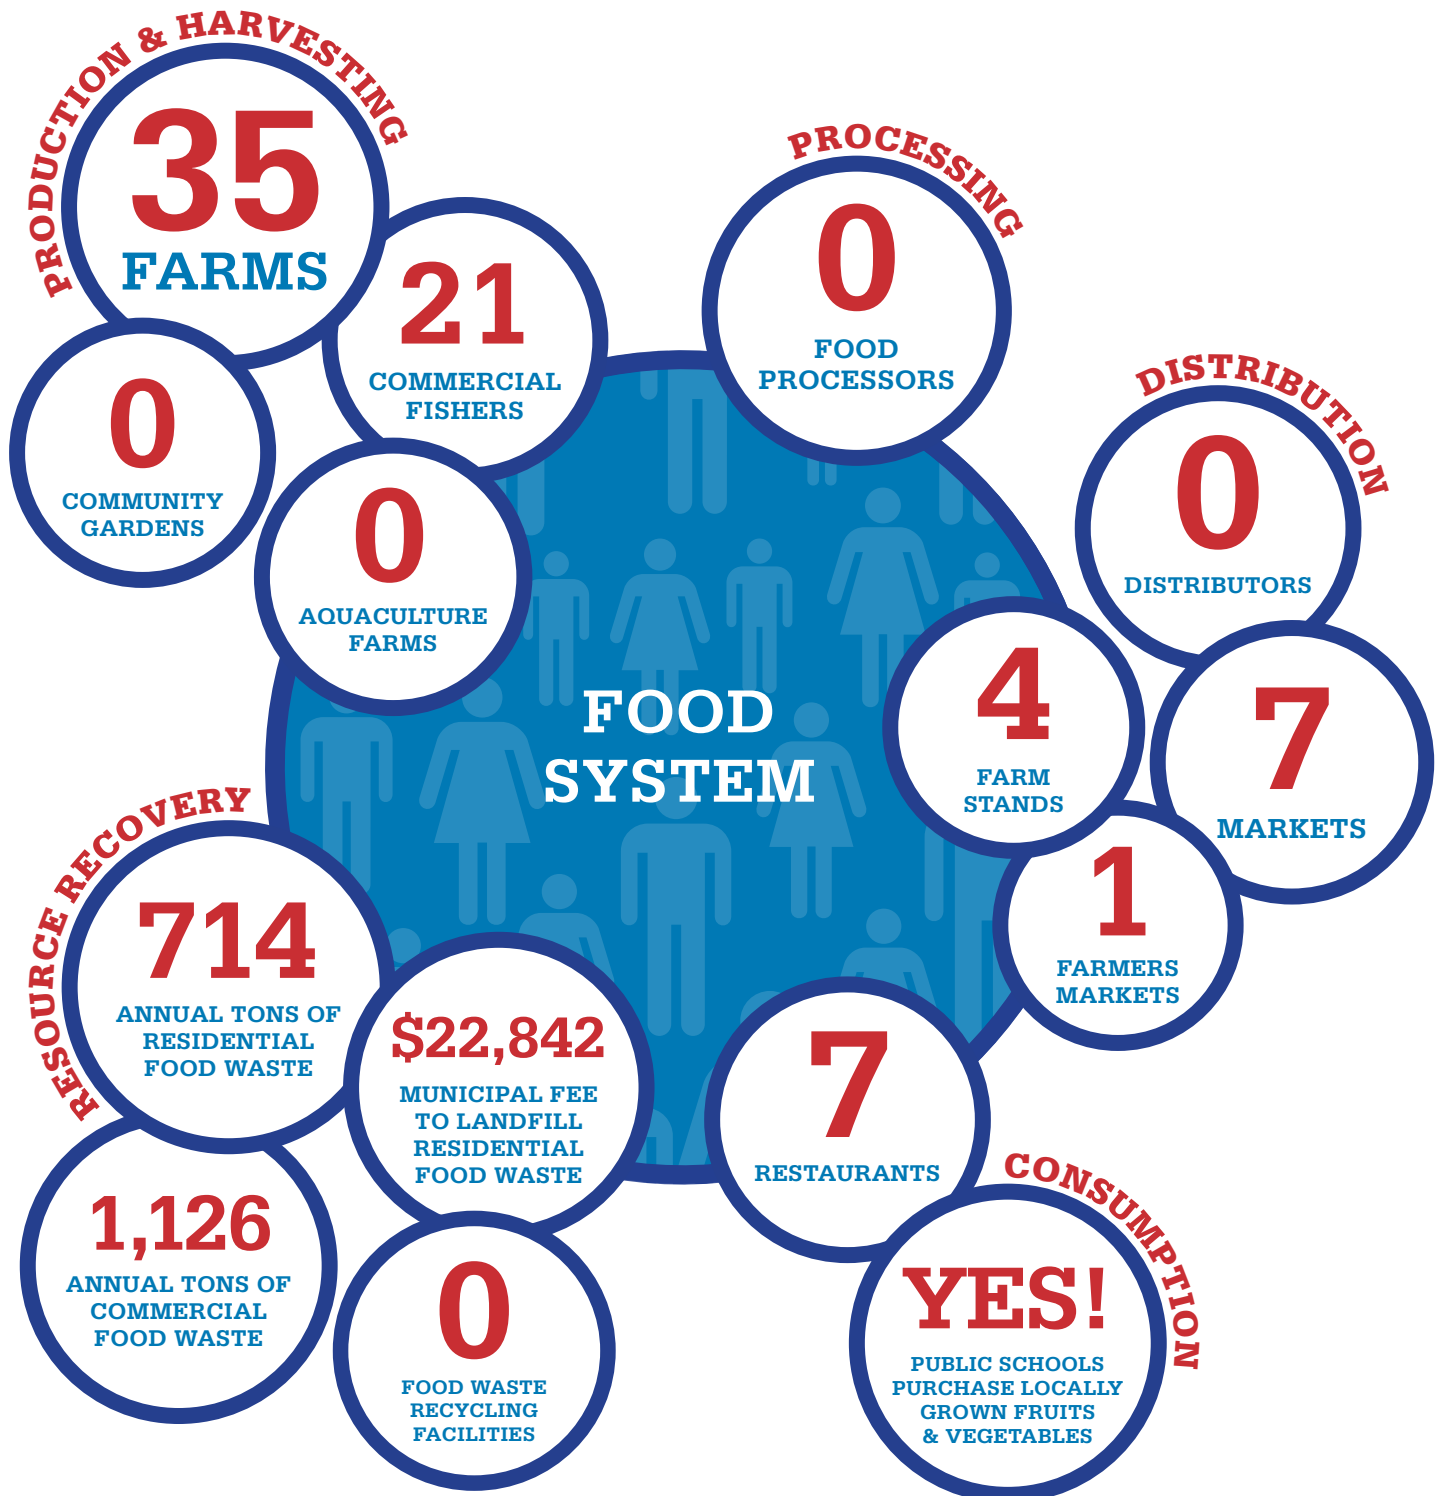 PRODUCTION & HARVESTING
35
FARMS
21
COMMERCIAL
FISHERS
0
COMMUNITY
GARDENS
0
AQUACULTURE
FARMS
PROCESSING
0
FOOD
PROCESSORS
DISTRIBUTION
0
DISTRIBUTORS
4
FARM
STANDS
7
MARKETS
1
FARMERS
MARKETS
FOOD
SYSTEM
RESOURCE RECOVERY
714
ANNUAL TONS OF
RESIDENTIAL
FOOD WASTE
$22,842
MUNICIPAL FEE
TO LANDFILL
RESIDENTIAL
FOOD WASTE
1,126
ANNUAL TONS OF
COMMERCIAL
FOOD WASTE
0
FOOD WASTE
RECYCLING
FACILITIES
7
RESTAURANTS
CONSUMPTION
YES!
PUBLIC SCHOOLS
PURCHASE LOCALLY
GROWN FRUITS
& VEGETABLES